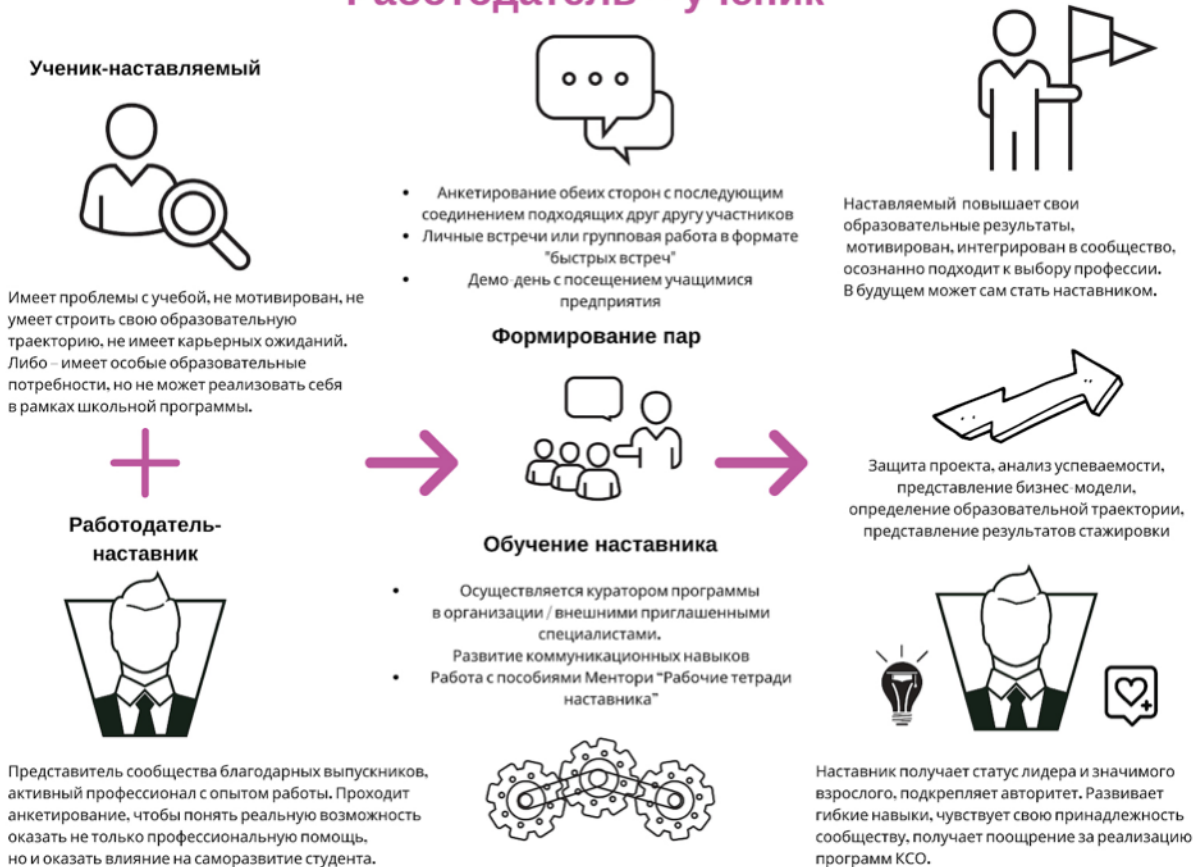 Работодатель – ученик
Ученик-наставляемый
Имеет проблемы с учебой, не мотивирован, не
умеет строить свою образовательную
траекторию, не имеет карьерных ожиданий.
Либо – имеет особые образовательные
потребности, но не может реализовать себя
в рамках школьной программы.
Работодатель-
наставник
Представитель сообщества благодарных выпускников,
активный профессионал с опытом работы. Проходит
анкетирование, чтобы понять реальную возможность
оказать не только профессиональную помощь,
но и оказать влияние на саморазвитие студента.
• Анкетирование обеих сторон с последующим
соединением подходящих друг другу участников
• Личные встречи или групповая работа в формате
"быстрых встреч"
• Демо-день с посещением учащимися
предприятия
Формирование пар
Обучение наставника
• Осуществляется куратором программы
в организации / внешними приглашенными
специалистами.
Развитие коммуникационных навыков
• Работа с пособиями Ментори “Рабочие тетради
наставника”
Наставляемый повышает свои
образовательные результаты,
мотивирован, интегрирован в сообщество,
осознанно подходит к выбору профессии.
В будущем может сам стать наставником.
Защита проекта, анализ успеваемости,
представление бизнес-модели,
определение образовательной траектории,
представление результатов стажировки
Наставник получает статус лидера и значимого
взрослого, подкрепляет авторитет. Развивает
гибкие навыки, чувствует свою принадлежность
сообществу, получает поощрение за реализацию
программ КСО.